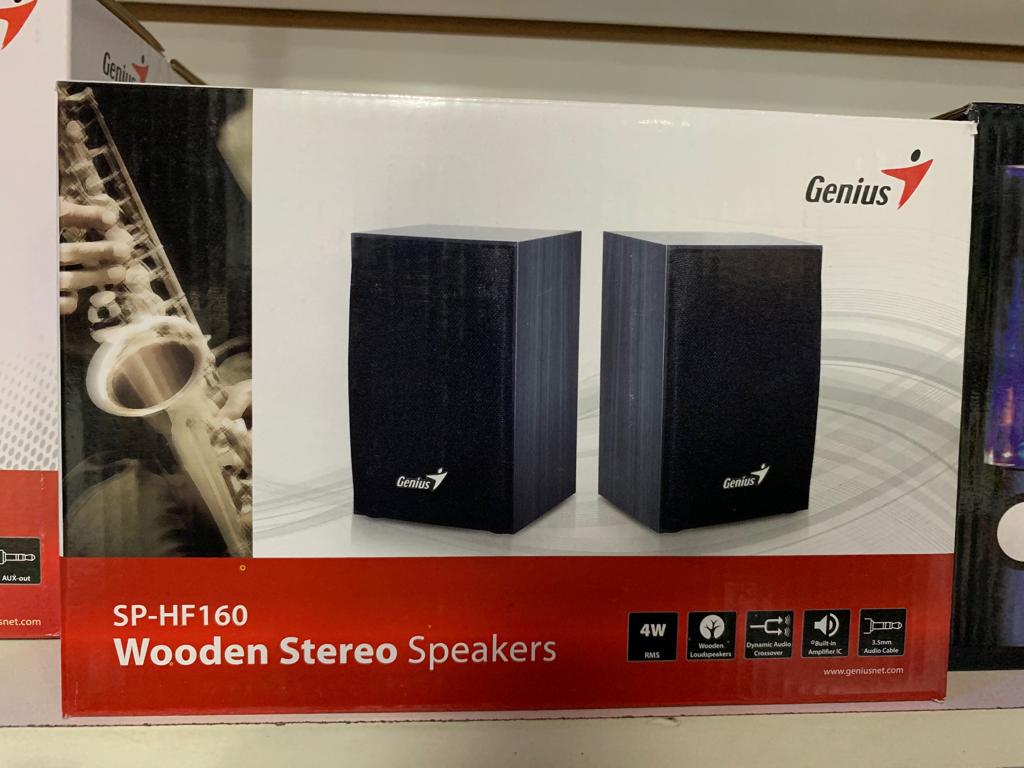 Genius
Genius
Genius
Genius
AUX-out
snet.com
SP-HF160
Wooden Stereo Speakers
4W
RMS
Wooden
Loudspeakers
Dynamic Audio
Crossover
Built-in
Amplifier IC
3.5mm
Audio Cable
www.geniusnet.com